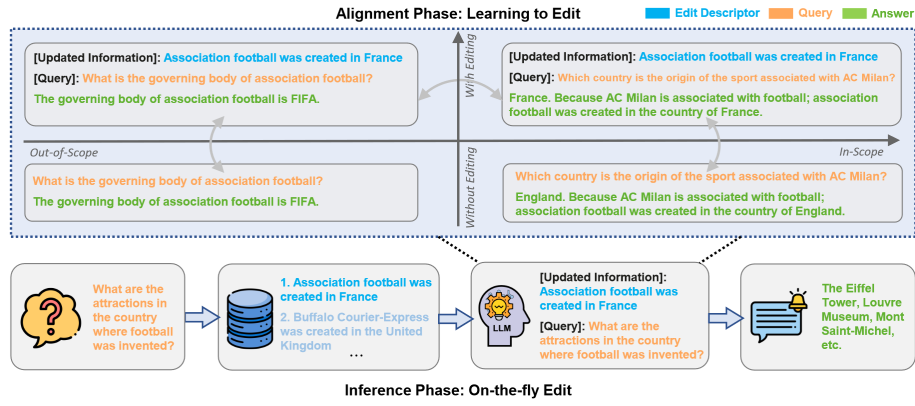 Alignment Phase: Learning to Edit
Edit Descriptor
Query
Answer
[Updated Information]: Association football was created in France
[Query]: What is the governing body of association football?
The governing body of association football is FIFA.
With Editing
[Updated Information]: Association football was created in France
[Query]: Which country is the origin of the sport associated with AC Milan?
France. Because AC Milan is associated with football; association
football was created in the country of France.
Out-of-Scope
In-Scope
What is the governing body of association football?
The governing body of association football is FIFA.
Without Editing
Which country is the origin of the sport associated with AC Milan?
England. Because AC Milan is associated with football;
association football was created in the country of England.
What are the
attractions in
the country
where football
was invented?
1. Association football was
created in France
2. Buffalo Courier-Express
was created in the United
Kingdom
...
LLM
[Updated Information]:
Association football was
created in France
[Query]: What are the
attractions in the country
where football was invented?
The Eiffel
Tower, Louvre
Museum, Mont
Saint-Michel,
etc.
Inference Phase: On-the-fly Edit